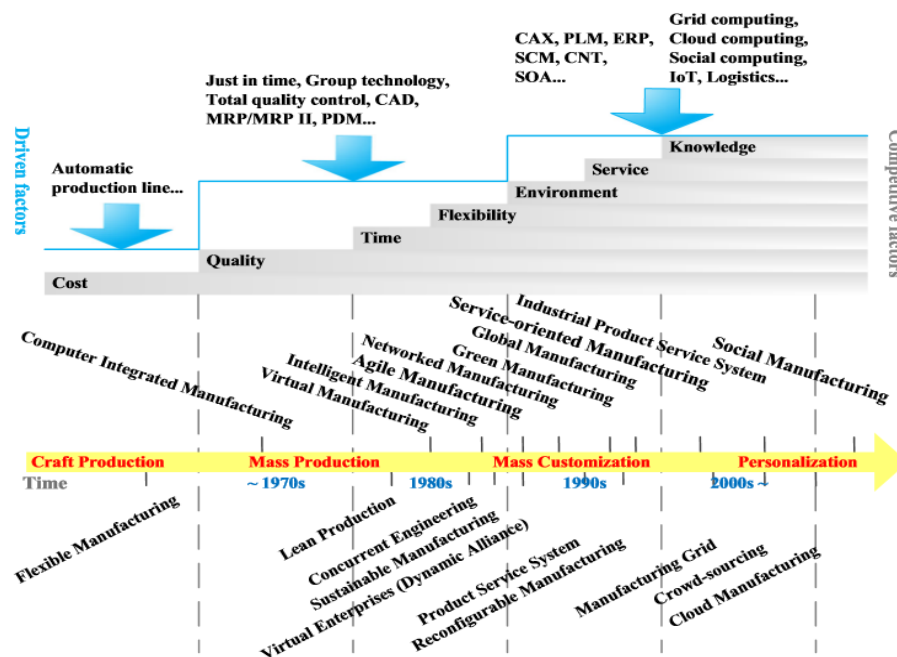 Grid computing,
Cloud computing,
Social computing,
IoT, Logistics...
CAX, PLM, ERP,
SCM, CNT,
SOA...
Just in time, Group technology,
Total quality control, CAD,
MRP/MRP II, PDM...
Automatic
production line...
Driven factors
Competitive factors
Knowledge
Service
Environment
Flexibility
Time
Quality
Cost
Computer Integrated Manufacturing
Intelligent Manufacturing
Virtual Manufacturing
Networked Manufacturing
Agile Manufacturing
Service-oriented Manufacturing
Global Manufacturing
Green Manufacturing
Industrial Product Service System
Social Manufacturing
Craft Production
Mass Production
Mass Customization
Personalization
Time
~ 1970s
1980s
1990s
2000s ~
Flexible Manufacturing
Lean Production
Concurrent Engineering
Sustainable Manufacturing
Virtual Enterprises (Dynamic Alliance)
Product Service System
Reconfigurable Manufacturing
Manufacturing Grid
Crowd-sourcing
Cloud Manufacturing